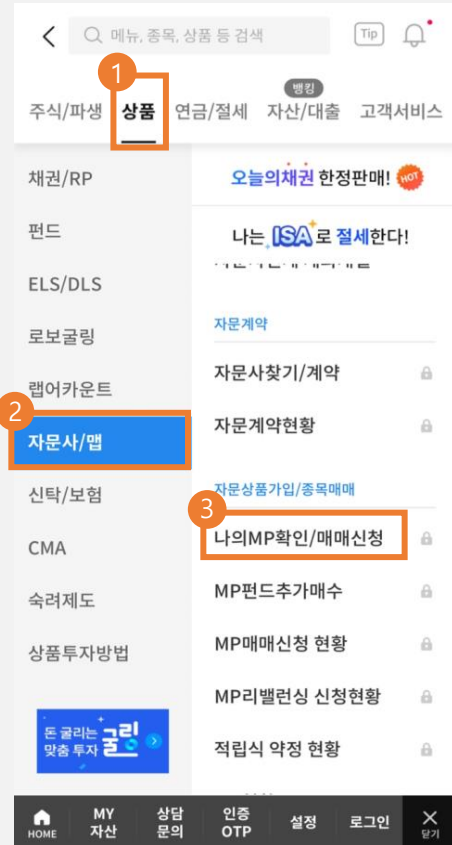 메뉴, 종목, 상품 등 검색
Tip
1
뱅킹
주식/파생 상품 연금/절세 자산/대출 고객서비스
채권/RP
펀드
ELS/DLS
로보굴링
랩어카운트
2
자문사/맵
신탁/보험
CMA
숙려제도
상품투자방법
돈 굴리는 굴링
맞춤 투자
오늘의채권 한정판매! HOT
나는 ISA로 절세한다!
자문계약
자문사찾기/계약
자문계약현황
자문상품가입/종목매매
3
나의MP확인/매매신청
MP펀드추가매수
MP매매신청 현황
MP리밸런싱 신청현황
적립식 약정 현황
HOME
MY
자산
상담
문의
인증
OTP
설정
로그인
닫기